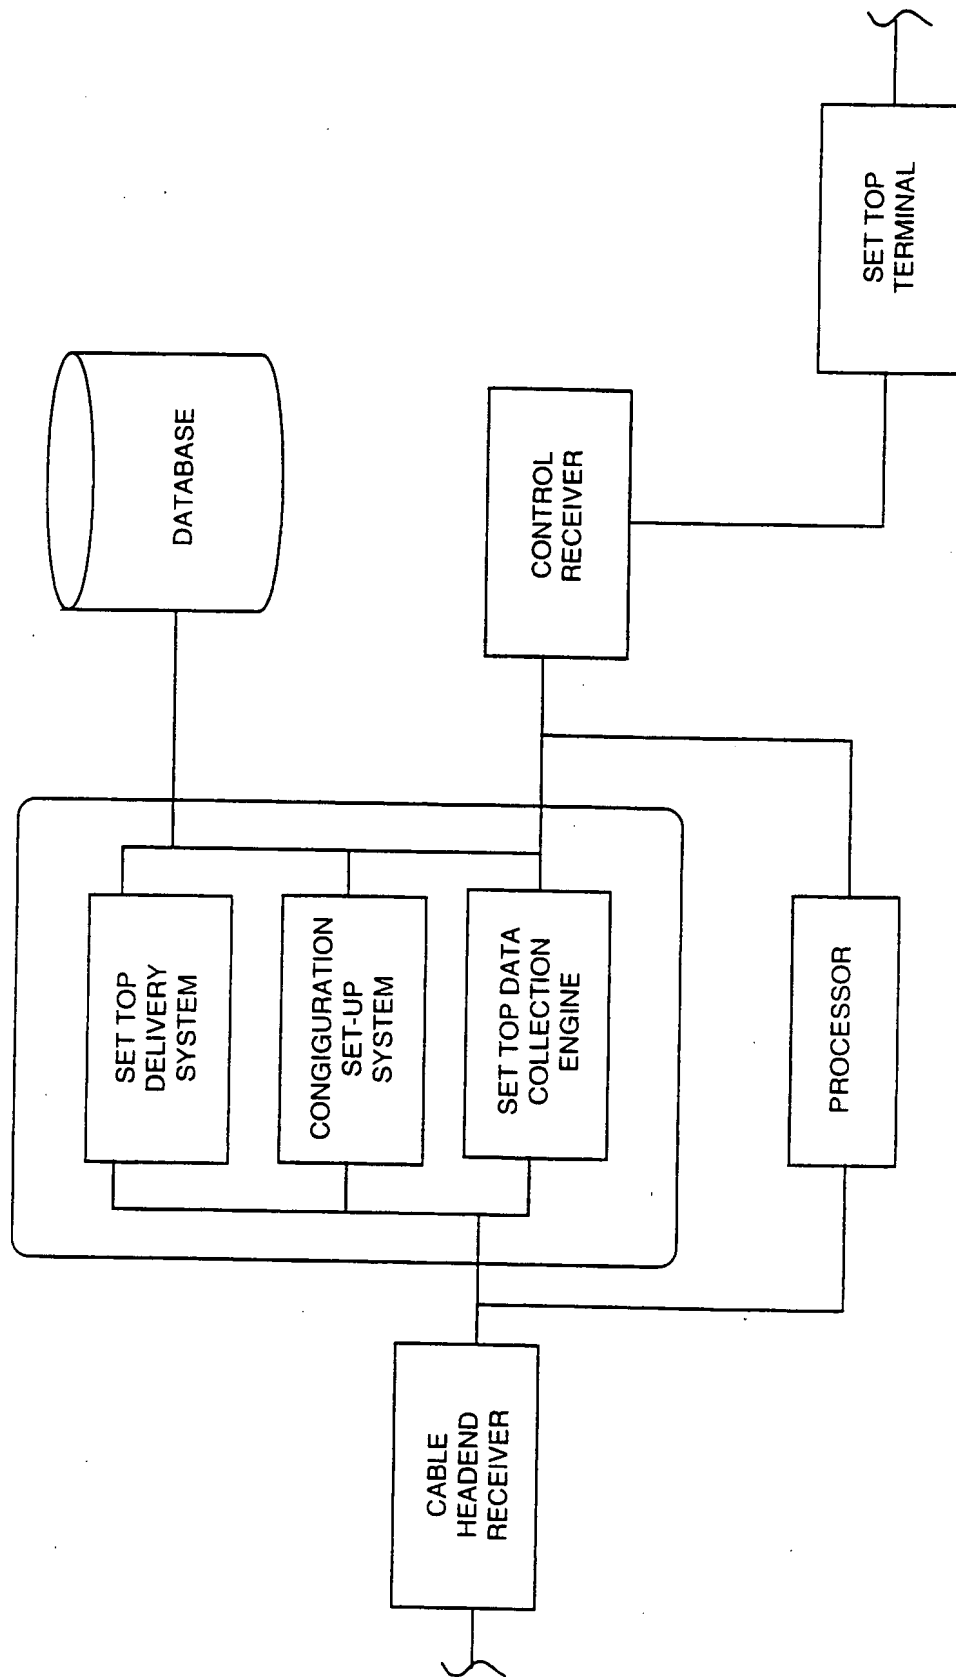 CABLE
HEADEND
RECEIVER
SET TOP
DELIVERY
SYSTEM
CONGIGURATION
SET-UP
SYSTEM
SET TOP DATA
COLLECTION
ENGINE
PROCESSOR
DATABASE
CONTROL
RECEIVER
SET TOP
TERMINAL